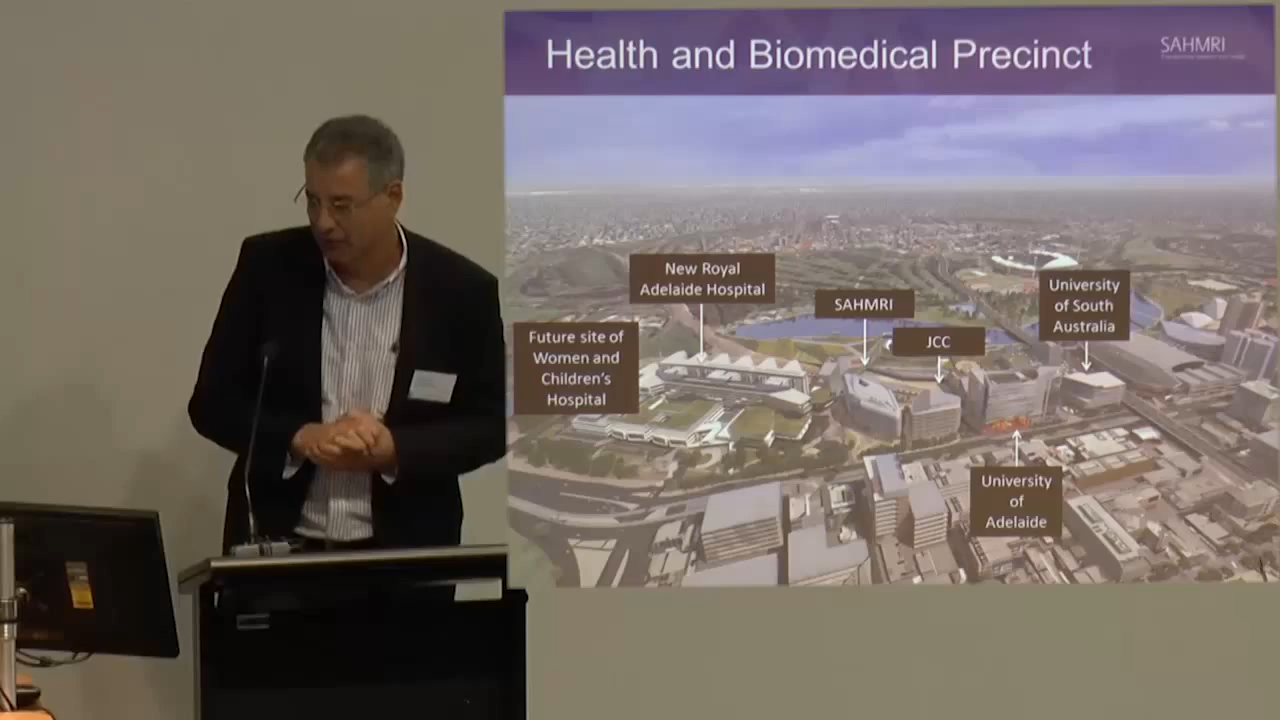 Health and Biomedical Precinct
SAHMRI
New Royal
Adelaide Hospital
SAHMRI
University
of South
Australia
JCC
Future site of
Women and
Children's
Hospital
University
of
Adelaide